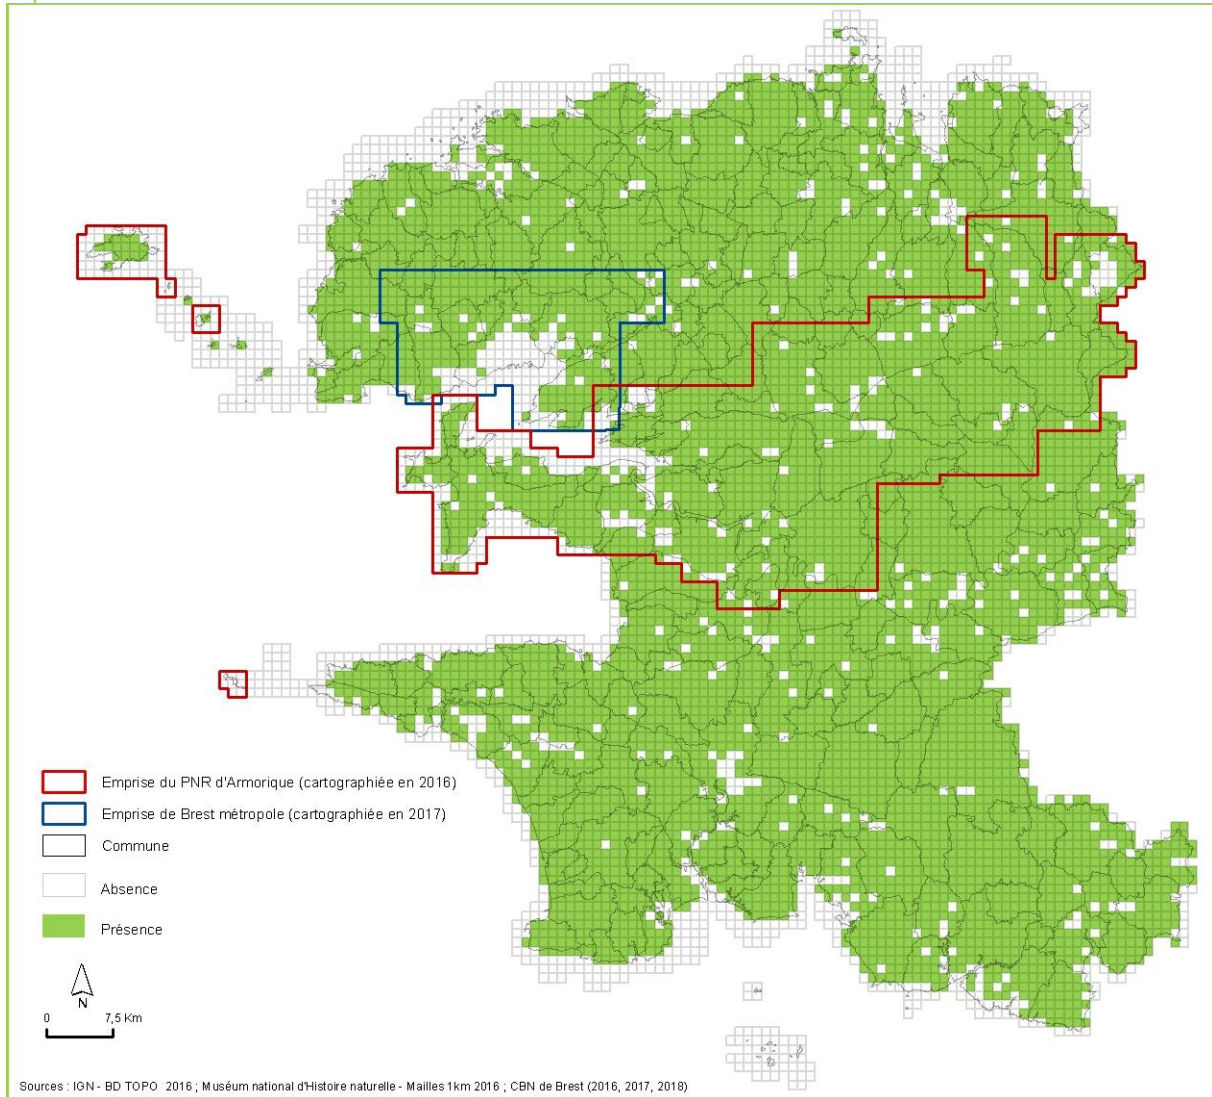 Emprise du PNR d'Armorique (cartographiée en 2016)
Emprise de Brest métropole (cartographiée en 2017)
Commune
Absence
Présence
N
0 7,5 Km
Sources : IGN - BD TOPO 2016 ; Muséum national d'Histoire naturelle - Mailles 1km 2016 ; CBN de Brest (2016, 2017, 2018)